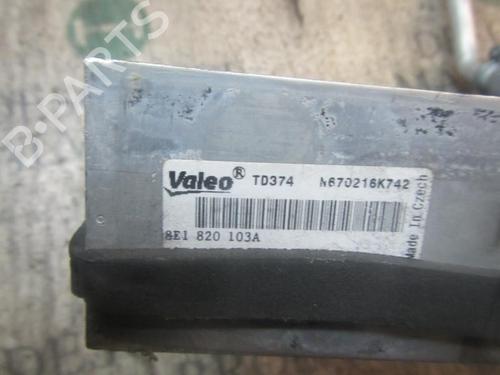 B-PARTS
Valeo® TD374 N670216K742
8E1 820 103A
Made In Czech